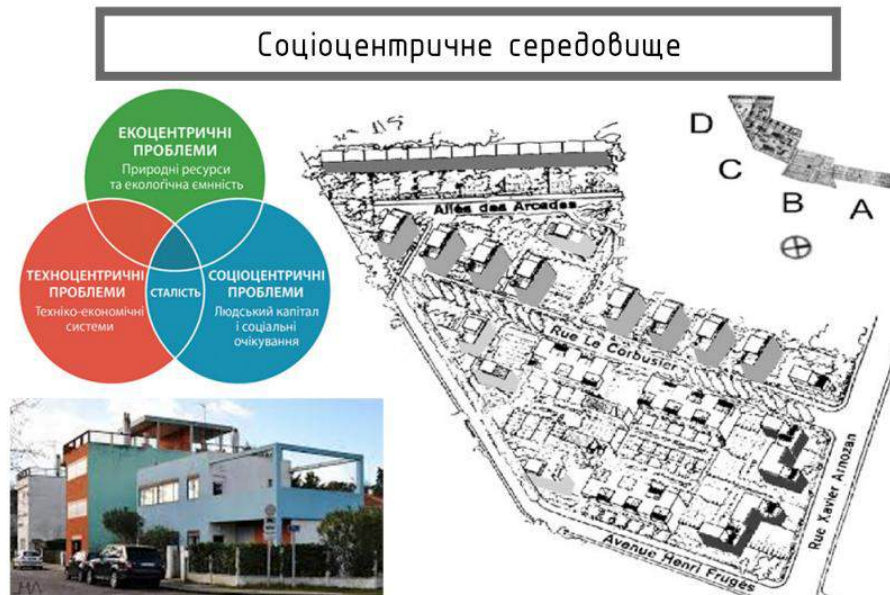 Соціоцентричне середовище
ЕКОЦЕНТРИЧНІ
ПРОБЛЕМИ
Природні ресурси
та екологічна ємність
ТЕХНОЦЕНТРИЧНІ
ПРОБЛЕМИ
Техніко-економічні
системи
СТАЛІСТЬ
СОЦІОЦЕНТРИЧНІ
ПРОБЛЕМИ
Людський капітал
і соціальні
очікування
D
C
B
A
Allée des Arcades
Rue Le Corbusier
Avenue Henri Frugès
Rue Xavier Arnozan